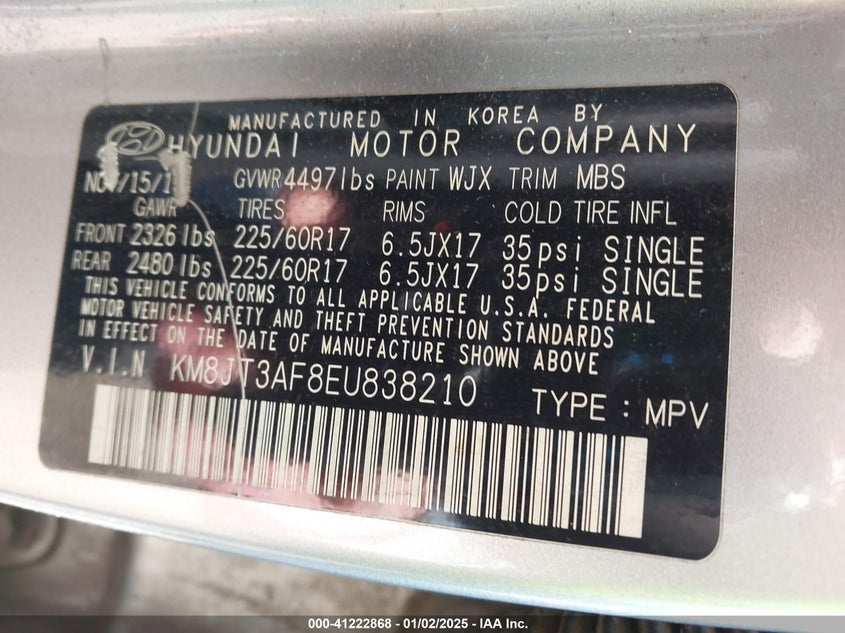 MANUFACTURED IN KOREA BY
HYUNDAI MOTOR COMPANY
GVWR 4497lbs PAINT WJX TRIM MBS
GAWR TIRES RIMS COLD TIRE INFL
FRONT 2326 lbs 225/60R17 6.5JX17 35psi SINGLE
REAR 2480 lbs 225/60R17 6.5JX17 35psi SINGLE
THIS VEHICLE CONFORMS TO ALL APPLICABLE U.S.A. FEDERAL
MOTOR VEHICLE SAFETY AND THEFT PREVENTION STANDARDS
IN EFFECT ON THE DATE OF MANUFACTURE SHOWN ABOVE
V.I.N KM8JT3AF8EU838210 TYPE : MPV
000-41222868 - 01/02/2025 - IAA Inc.